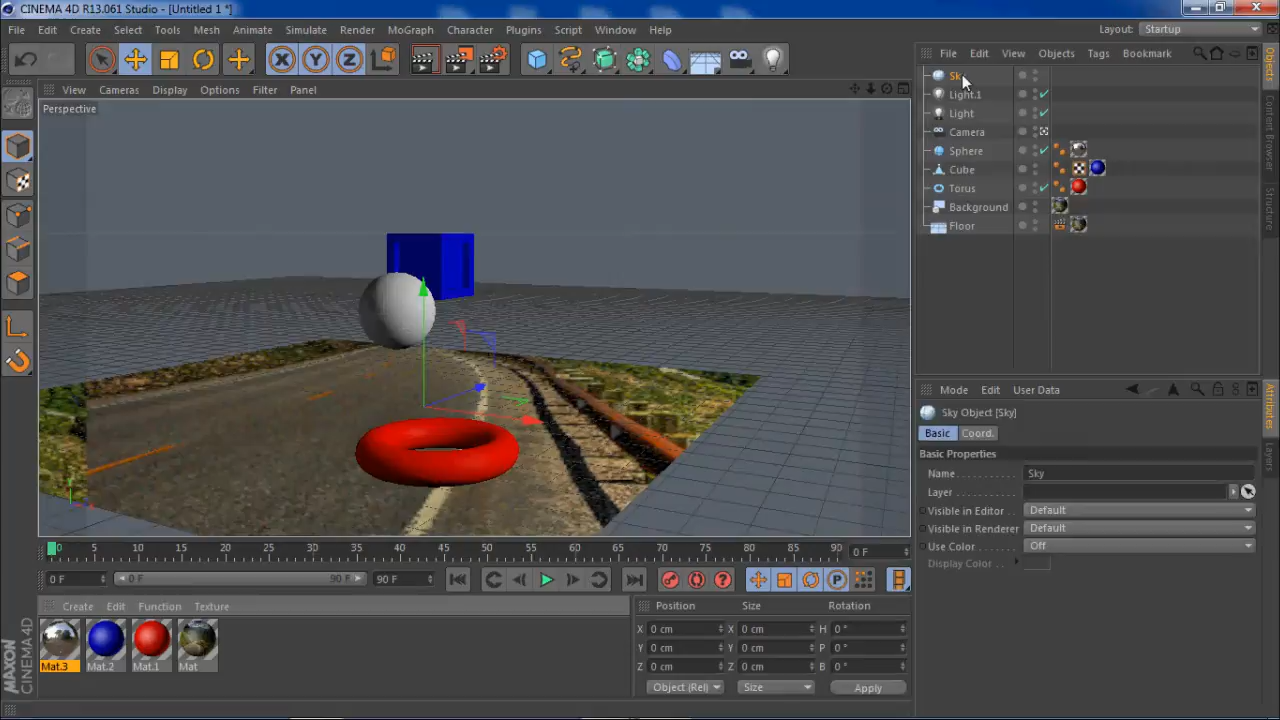 CINEMA 4D R13.061 Studio - [Untitled 1 *]
File Edit Create Select Tools Mesh Animate Simulate Render MoGraph Character Plugins Script Window Help Layout: Startup
File Edit View Objects Tags Bookmark
View Cameras Display Options Filter Panel
Perspective
Sky
Light.1
Light
Camera
Sphere
Cube
Torus
Background
Floor
Objects
Content Browser
Structure
Mode Edit User Data
Sky Object [Sky]
Basic Coord.
Basic Properties
Name Sky
Layer
Visible in Editor Default
Visible in Renderer Default
Use Color Off
Display Color
Attributes
Layers
0 5 10 15 20 25 30 35 40 45 50 55 60 65 70 75 80 85 90 0 F
0 F 0 F 90 F 90 F
Create Edit Function Texture
Mat.3 Mat.2 Mat.1 Mat
Position Size Rotation
X 0 cm X 0 cm H 0 °
Y 0 cm Y 0 cm P 0 °
Z 0 cm Z 0 cm B 0 °
Object (Rel) Size Apply
MAXON CINEMA 4D